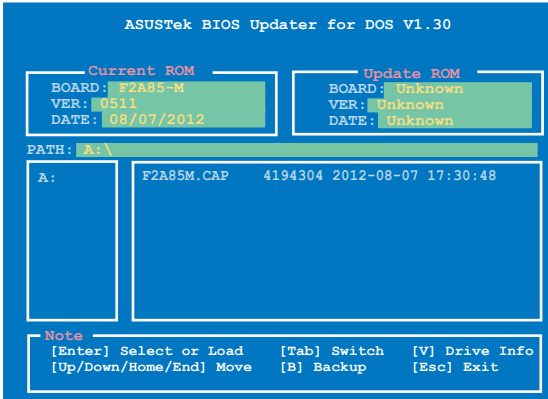 ASUSTek BIOS Updater for DOS V1.30
Current ROM
BOARD: F2A85-M
VER: 0511
DATE: 08/07/2012
Update ROM
BOARD: Unknown
VER: Unknown
DATE: Unknown
PATH: A:\
A:
F2A85M.CAP 4194304 2012-08-07 17:30:48
Note
[Enter] Select or Load [Tab] Switch [V] Drive Info
[Up/Down/Home/End] Move [B] Backup [Esc] Exit